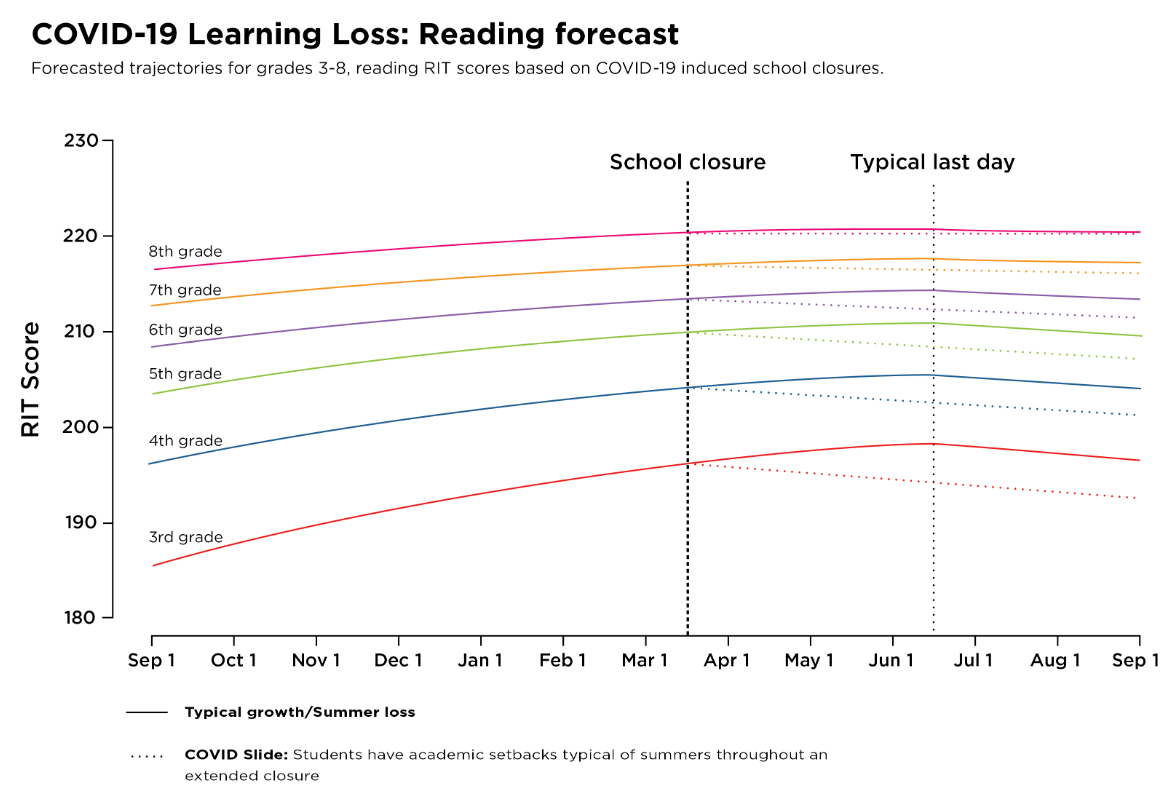 COVID-19 Learning Loss: Reading forecast
Forecasted trajectories for grades 3-8, reading RIT scores based on COVID-19 induced school closures.
230
School closure
Typical last day
220
8th grade
7th grade
6th grade
210
5th grade
200
4th grade
190
3rd grade
180
RIT Score
Sep 1 Oct 1 Nov 1 Dec 1 Jan 1 Feb 1 Mar 1 Apr 1 May 1 Jun 1 Jul 1 Aug 1 Sep 1
Typical growth/Summer loss
COVID Slide: Students have academic setbacks typical of summers throughout an
extended closure